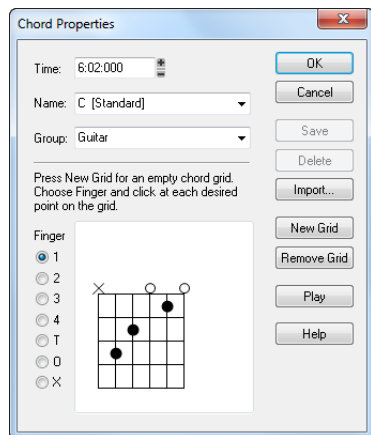 Chord Properties
Time: 6:02:000
OK
Name: C [Standard]
Cancel
Group: Guitar
Save
Delete
Press New Grid for an empty chord grid.
Choose Finger and click at each desired
point on the grid.
Import...
New Grid
Finger
1
Remove Grid
2
3
4
Play
T
O
Help
X
X O O